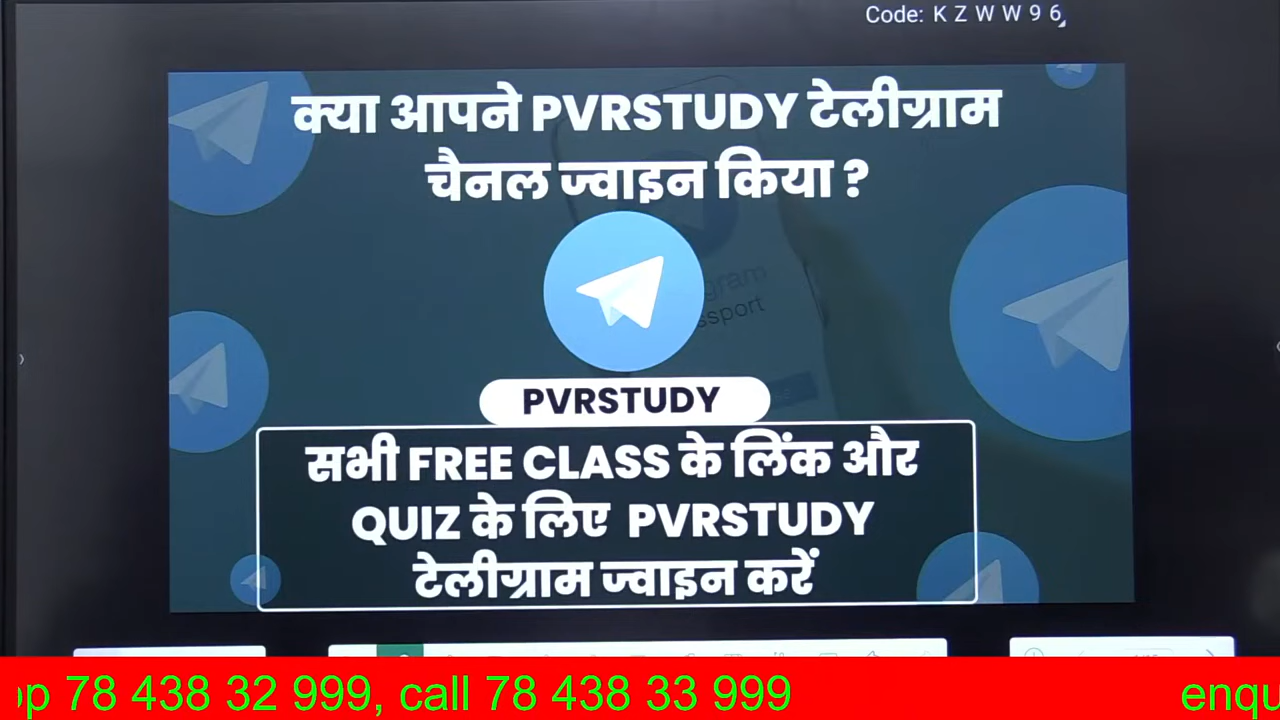 Code: K Z W W 9 6
क्या आपने PVRSTUDY टेलीग्राम
चैनल ज्वाइन किया ?
PVRSTUDY
सभी FREE CLASS के लिंक और
QUIZ के लिए PVRSTUDY
टेलीग्राम ज्वाइन करें
78 438 32 999, call 78 438 33 999